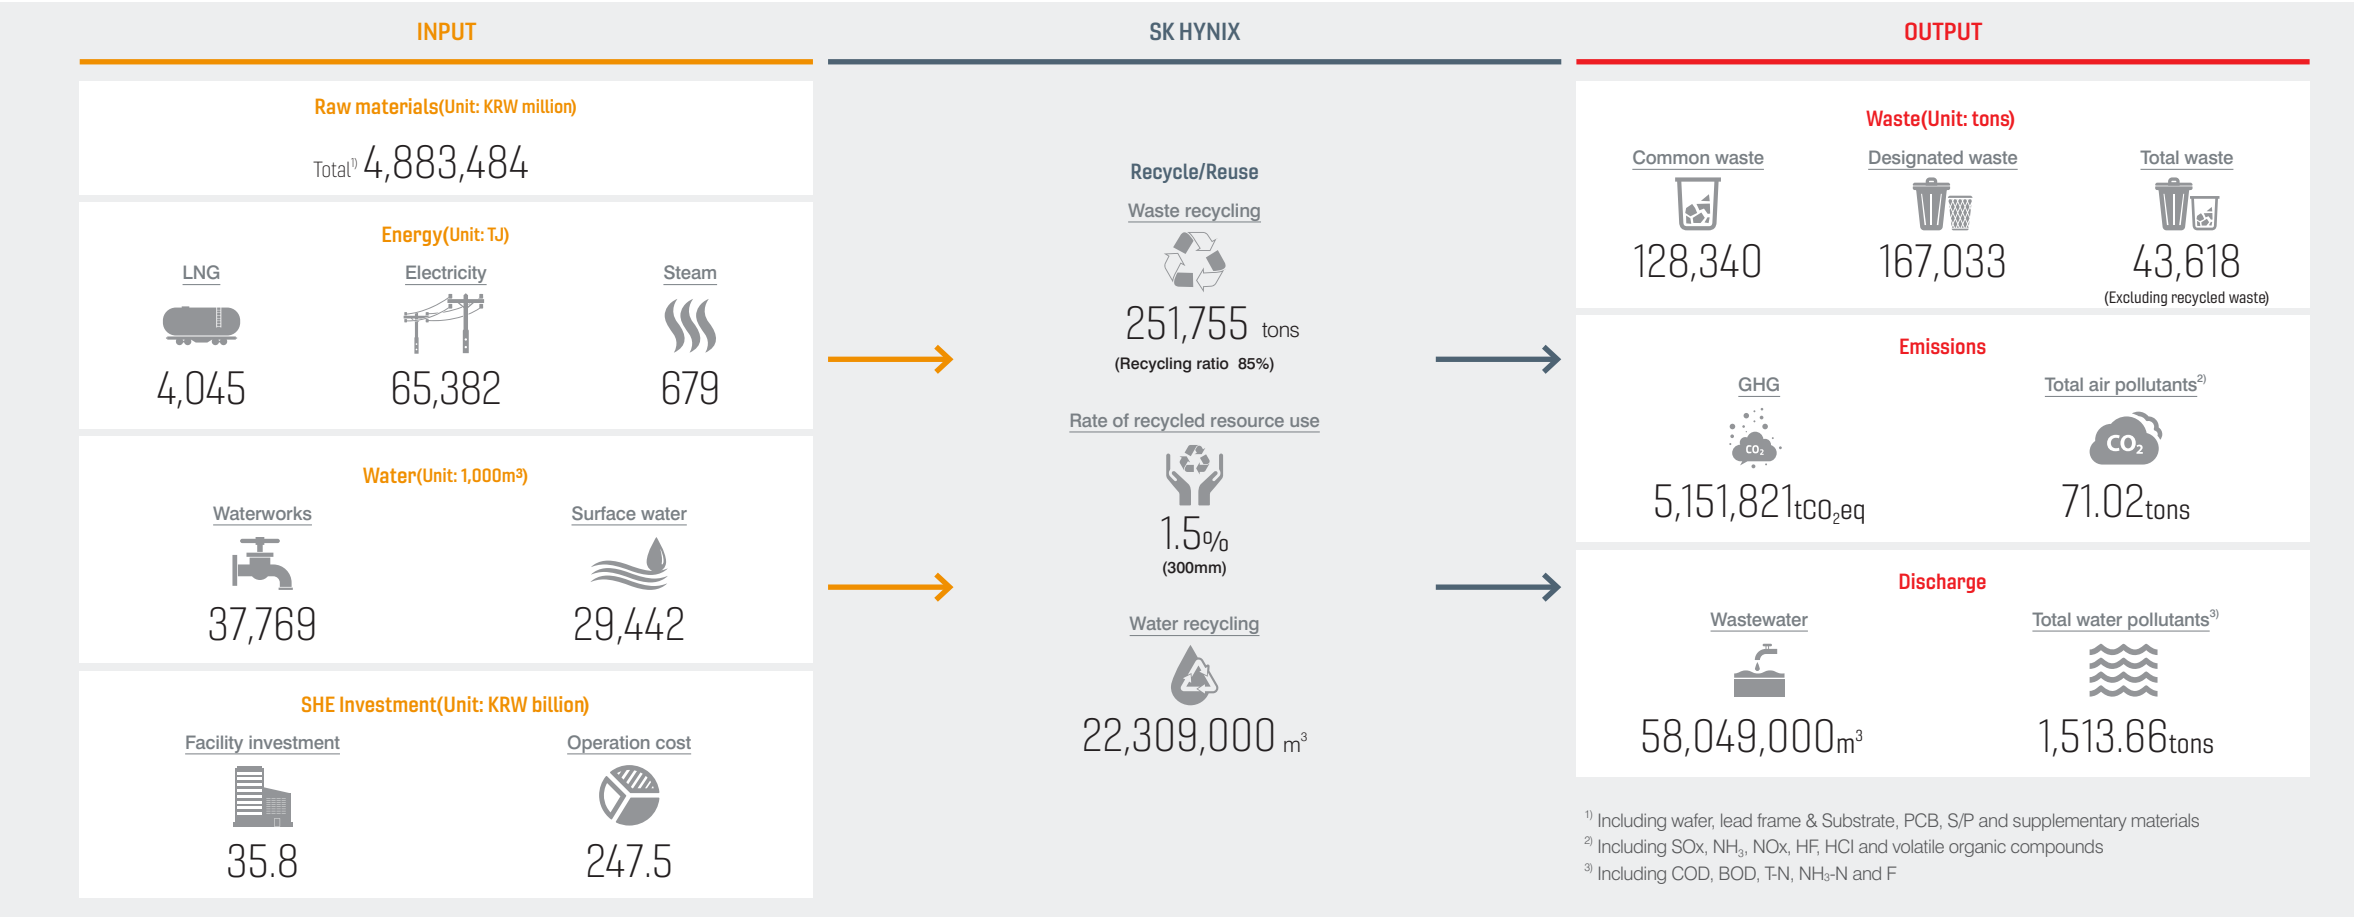 INPUT
Raw materials(Unit: KRW million)
Total1) 4,883,484
Energy(Unit: TJ)
LNG
Electricity
Steam
4,045
65,382
679
Water(Unit: 1,000m³)
Waterworks
Surface water
37,769
29,442
SHE Investment(Unit: KRW billion)
Facility investment
Operation cost
35.8
247.5
SK HYNIX
Recycle/Reuse
Waste recycling
251,755 tons
(Recycling ratio 85%)
Rate of recycled resource use
1.5%
(300mm)
Water recycling
22,309,000 m³
OUTPUT
Waste(Unit: tons)
Common waste
Designated waste
Total waste
128,340
167,033
43,618
(Excluding recycled waste)
Emissions
GHG
Total air pollutants2)
CO₂
CO₂
5,151,821tCO₂eq
71.02tons
Discharge
Wastewater
Total water pollutants3)
58,049,000m³
1,513.66tons
1) Including wafer, lead frame & Substrate, PCB, S/P and supplementary materials
2) Including SOx, NH₃, NOx, HF, HCl and volatile organic compounds
3) Including COD, BOD, T-N, NH₃-N and F